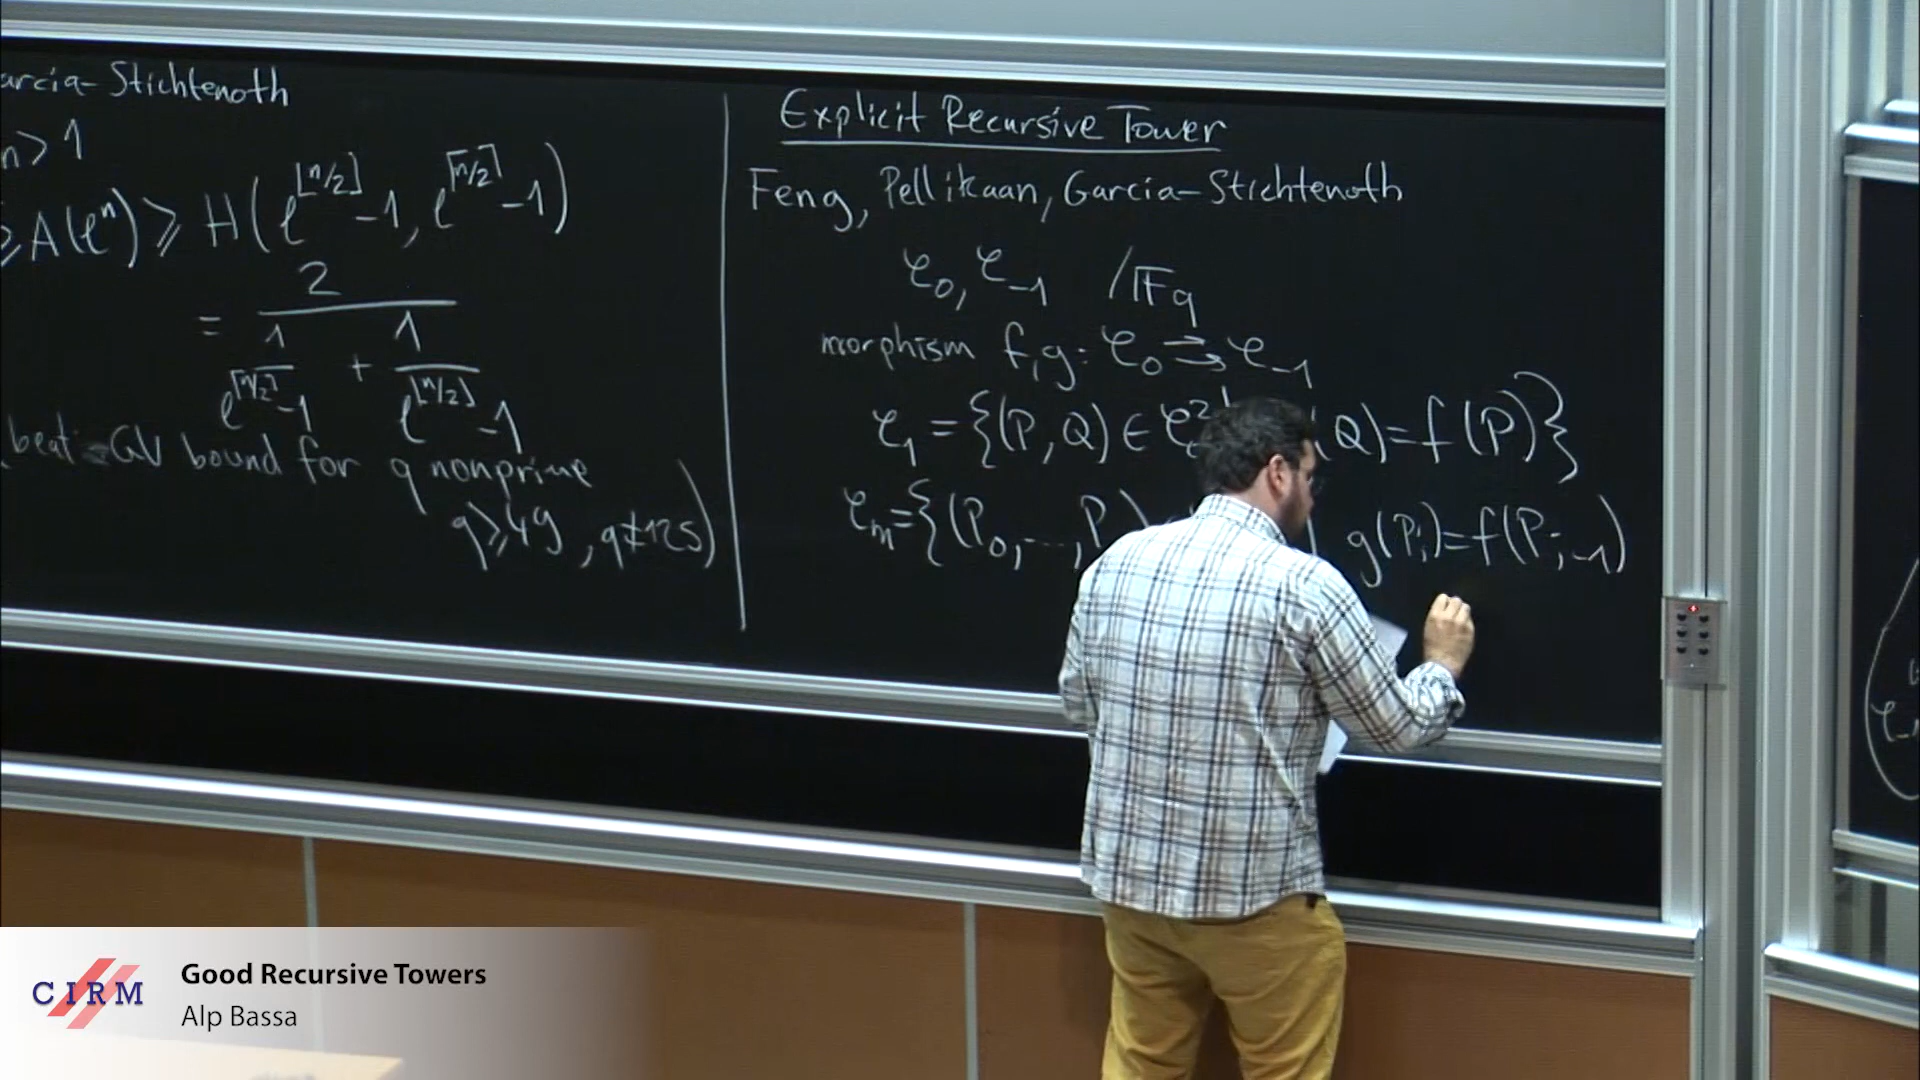 arcia-Stichtenoth
n > 1
≥ A(ℓⁿ) ≥ H(ℓ^⌊n/2⌋ -1, ℓ^⌈n/2⌉ -1)
= 2 / (1/(ℓ^⌈n/2⌉ -1) + 1/(ℓ^⌊n/2⌋ -1))
beat GV bound for q nonprime
q ≥ 49, q ≠ 125)
Explicit Recursive Tower
Feng, Pellikaan, Garcia-Stichtenoth
𝒞₀, 𝒞₋₁ /𝔽q
morphism f, g: 𝒞₀ ⇉ 𝒞₋₁
𝒞₁ = {(P, Q) ∈ 𝒞² | (Q) = f(P)}
𝒞ₘ = {(P₀, ..., P) | g(Pᵢ) = f(Pᵢ₋₁)
𝒞₋
CIRM
Good Recursive Towers
Alp Bassa